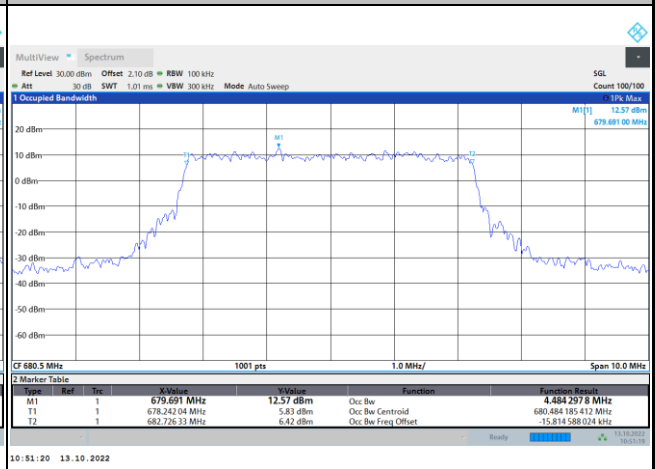 MultiView Spectrum
Ref Level 30.00 dBm Offset 2.10 dB RBW 100 kHz SGL
Att 30 dB SWT 1.01 ms VBW 300 kHz Mode Auto Sweep Count 100/100
1 Occupied Bandwidth 1Pk Max
M1[1] 12.57 dBm
679.691 00 MHz
20 dBm
M1
10 dBm
T1
T2
0 dBm
-10 dBm
-20 dBm
-30 dBm
-40 dBm
-50 dBm
-60 dBm
CF 680.5 MHz 1001 pts 1.0 MHz/ Span 10.0 MHz
2 Marker Table
Type Ref Trc X-Value Y-Value Function Function Result
M1 1 679.691 MHz 12.57 dBm Occ Bw 4.484 297 8 MHz
T1 1 678.242 04 MHz 5.83 dBm Occ Bw Centroid 680.484 185 412 MHz
T2 1 682.726 33 MHz 6.42 dBm Occ Bw Freq Offset -15.814 588 024 kHz
Ready 13.10.2022
10:51:19
10:51:20 13.10.2022